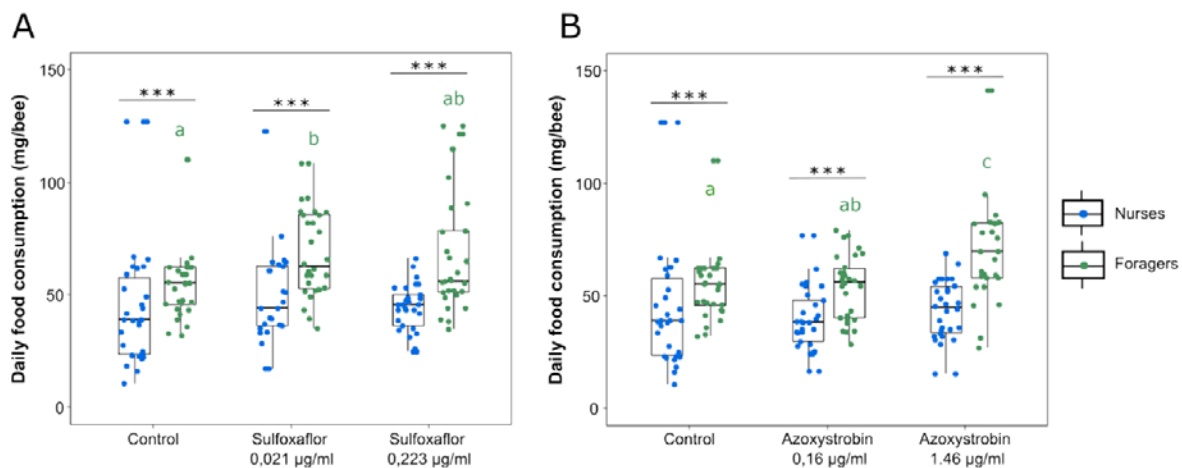 A
B
Daily food consumption (mg/bee)
150
100
50
0
***
***
***
a
b
ab
Control
Sulfoxaflor
0,021 µg/ml
Sulfoxaflor
0,223 µg/ml
Daily food consumption (mg/bee)
150
100
50
0
***
***
***
a
ab
c
Control
Azoxystrobin
0,16 µg/ml
Azoxystrobin
1.46 µg/ml
Nurses
Foragers